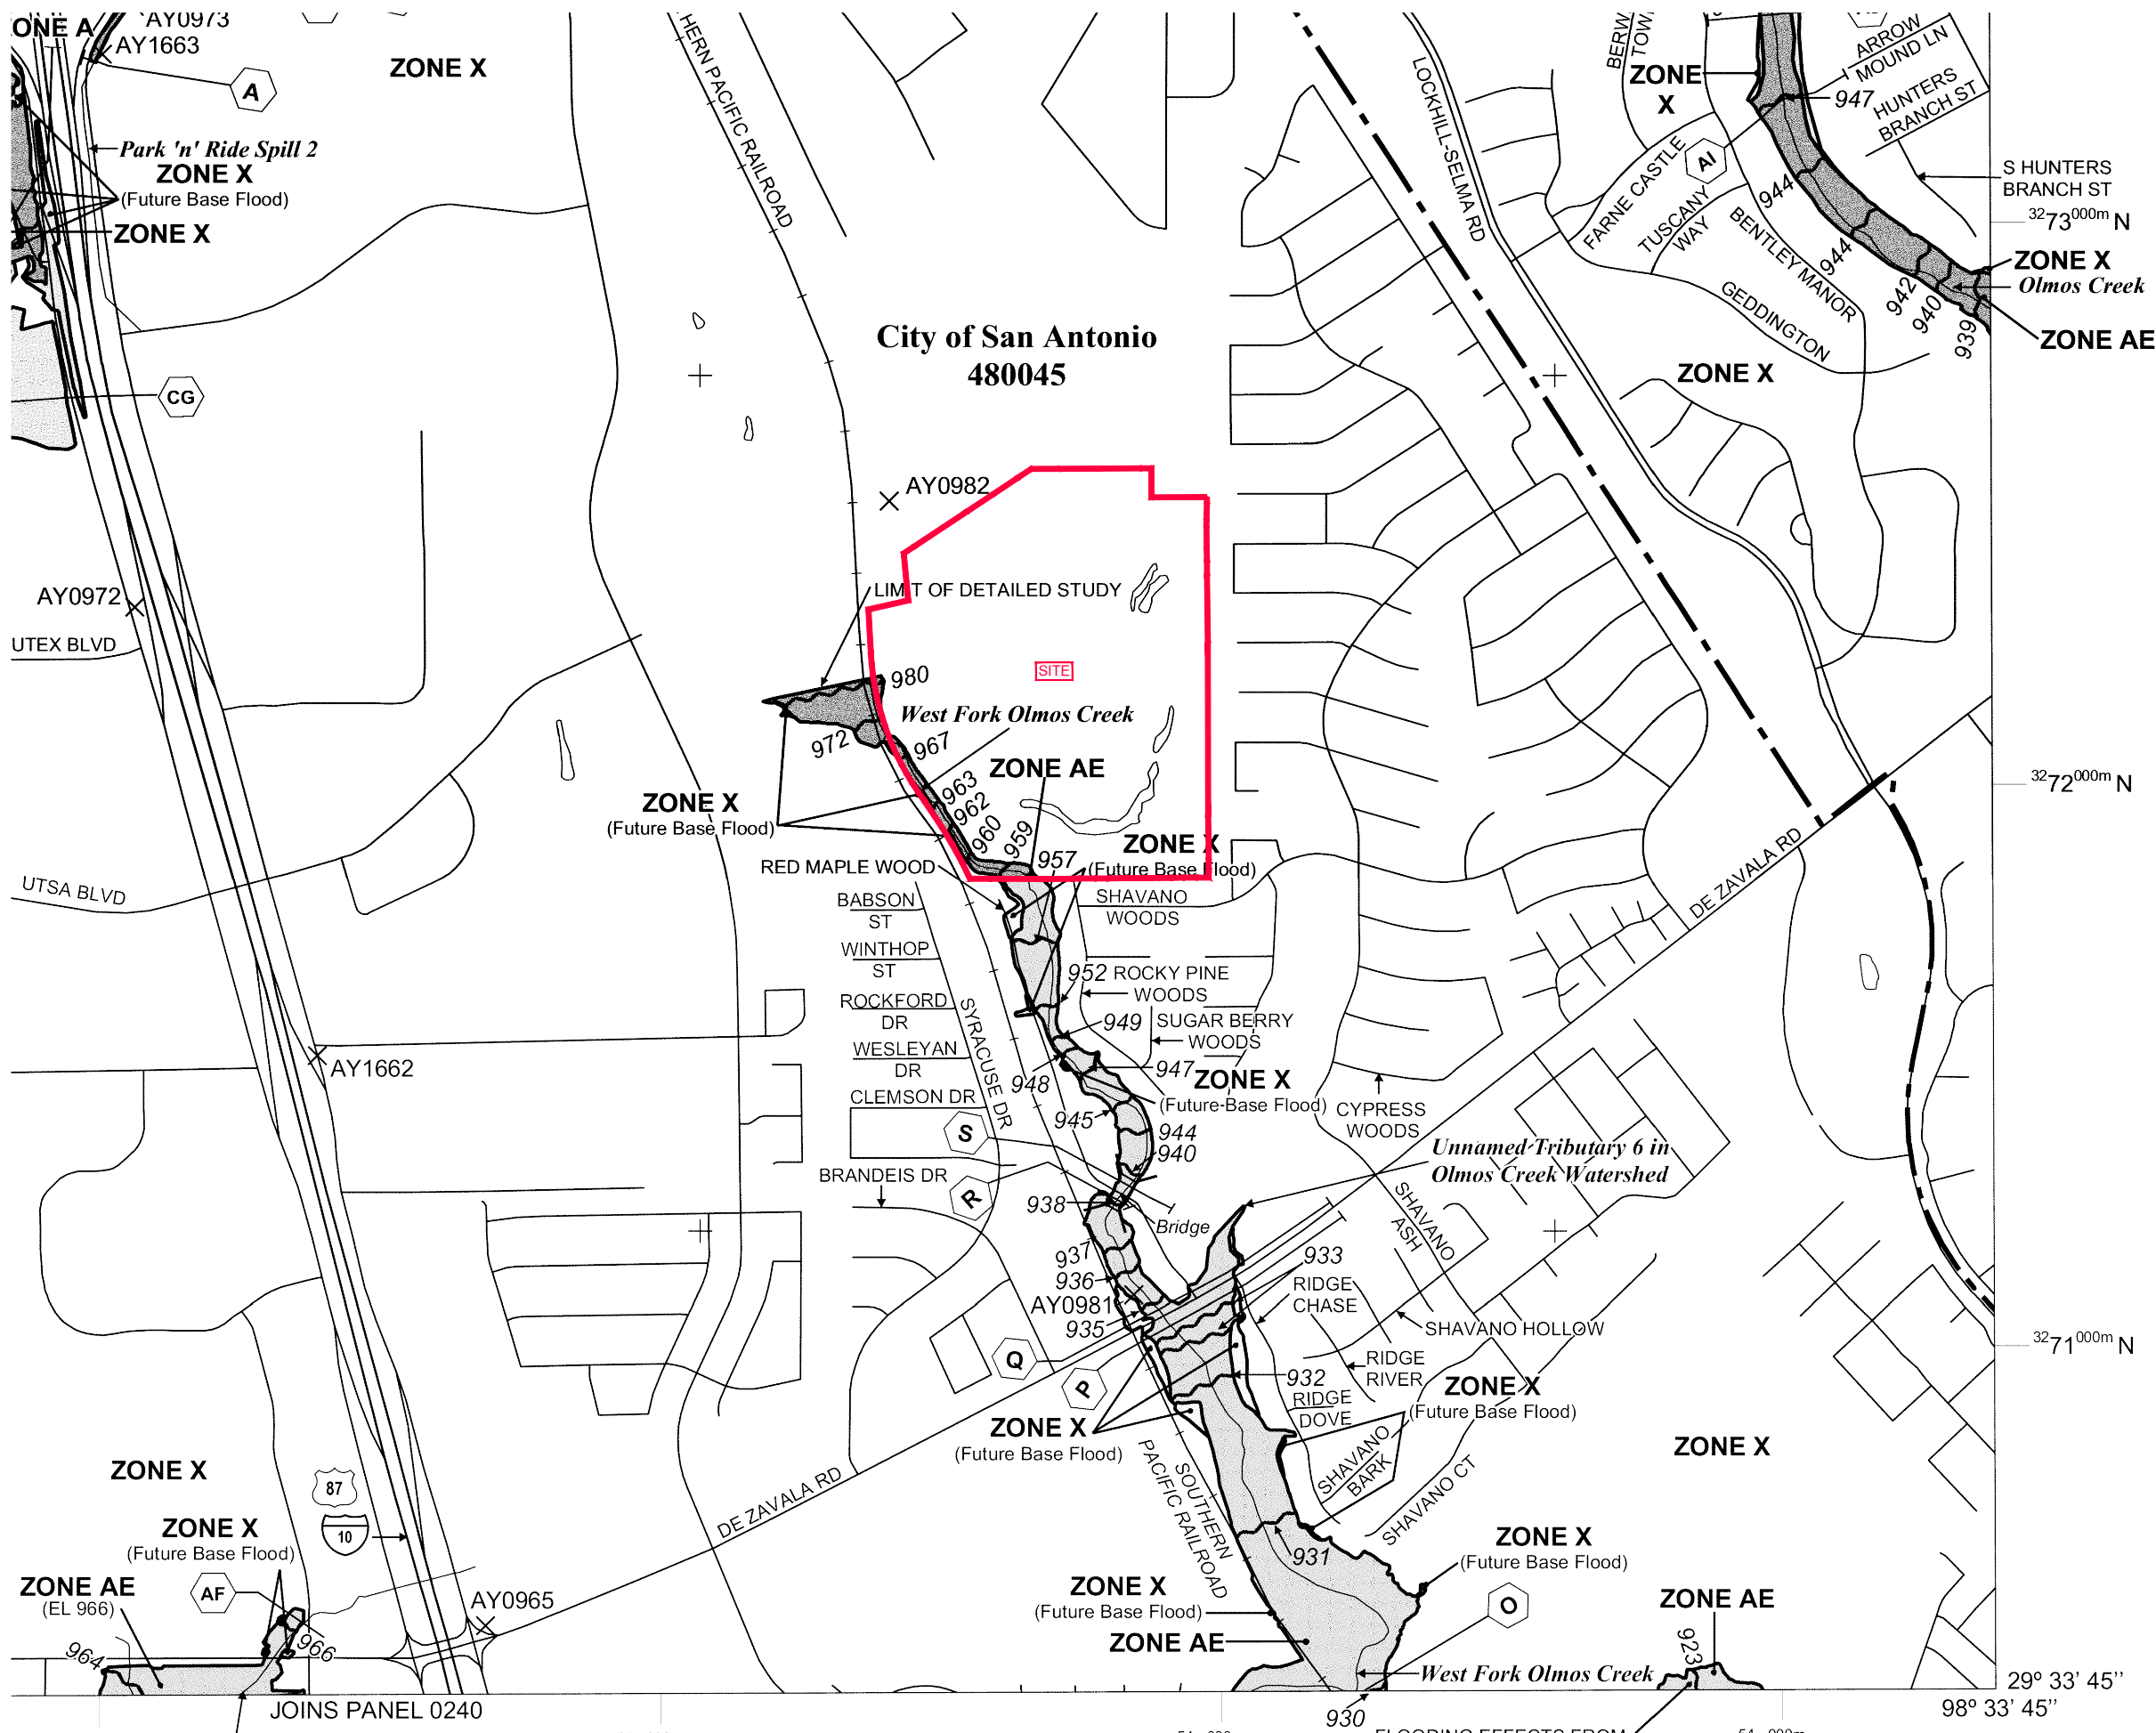 ZONE A
AY0973
AY1663
A
ZONE X
Park 'n' Ride Spill 2
ZONE X
(Future Base Flood)
ZONE X
CG
PACIFIC RAILROAD
City of San Antonio
480045
LOCKHILL-SELMA RD
ZONE
X
ARROW
MOUND LN
947
HUNTERS
BRANCH ST
AI
S HUNTERS
BRANCH ST
FARNE CASTLE
TUSCANY
WAY
BENTLEY MANOR
GEDDINGTON
944
944
942
940
939
3273000m N
ZONE X
Olmos Creek
ZONE AE
ZONE X
AY0982
AY0972
UTEX BLVD
LIMIT OF DETAILED STUDY
SITE
980
West Fork Olmos Creek
972
967
963
962
960
959
957
ZONE AE
ZONE X
(Future Base Flood)
ZONE X
(Future Base Flood)
3272000m N
DE ZAVALA RD
UTSA BLVD
RED MAPLE WOOD
BABSON
ST
WINTHOP
ST
ROCKFORD
DR
WESLEYAN
DR
CLEMSON DR
BRANDEIS DR
SYRACUSE DR
SHAVANO
WOODS
952
ROCKY PINE
WOODS
949
SUGAR BERRY
WOODS
947
948
ZONE X
(Future Base Flood)
CYPRESS
WOODS
945
944
940
S
R
938
Bridge
Unnamed Tributary 6 in
Olmos Creek Watershed
SHAVANO
ASH
937
936
AY0981
935
933
RIDGE
CHASE
SHAVANO HOLLOW
RIDGE
RIVER
932
RIDGE
DOVE
Q
P
ZONE X
(Future Base Flood)
ZONE X
(Future Base Flood)
3271000m N
AY1662
SHAVANO
BARK
SHAVANO CT
ZONE X
SOUTHERN
PACIFIC RAILROAD
DE ZAVALA RD
ZONE X
87
10
ZONE X
(Future Base Flood)
ZONE AE
(EL 966)
AF
964
966
AY0965
931
ZONE X
(Future Base Flood)
O
ZONE X
(Future Base Flood)
ZONE AE
West Fork Olmos Creek
930
ZONE AE
923
29º 33' 45''
98º 33' 45''
JOINS PANEL 0240
FLOODING EFFECTS FROM